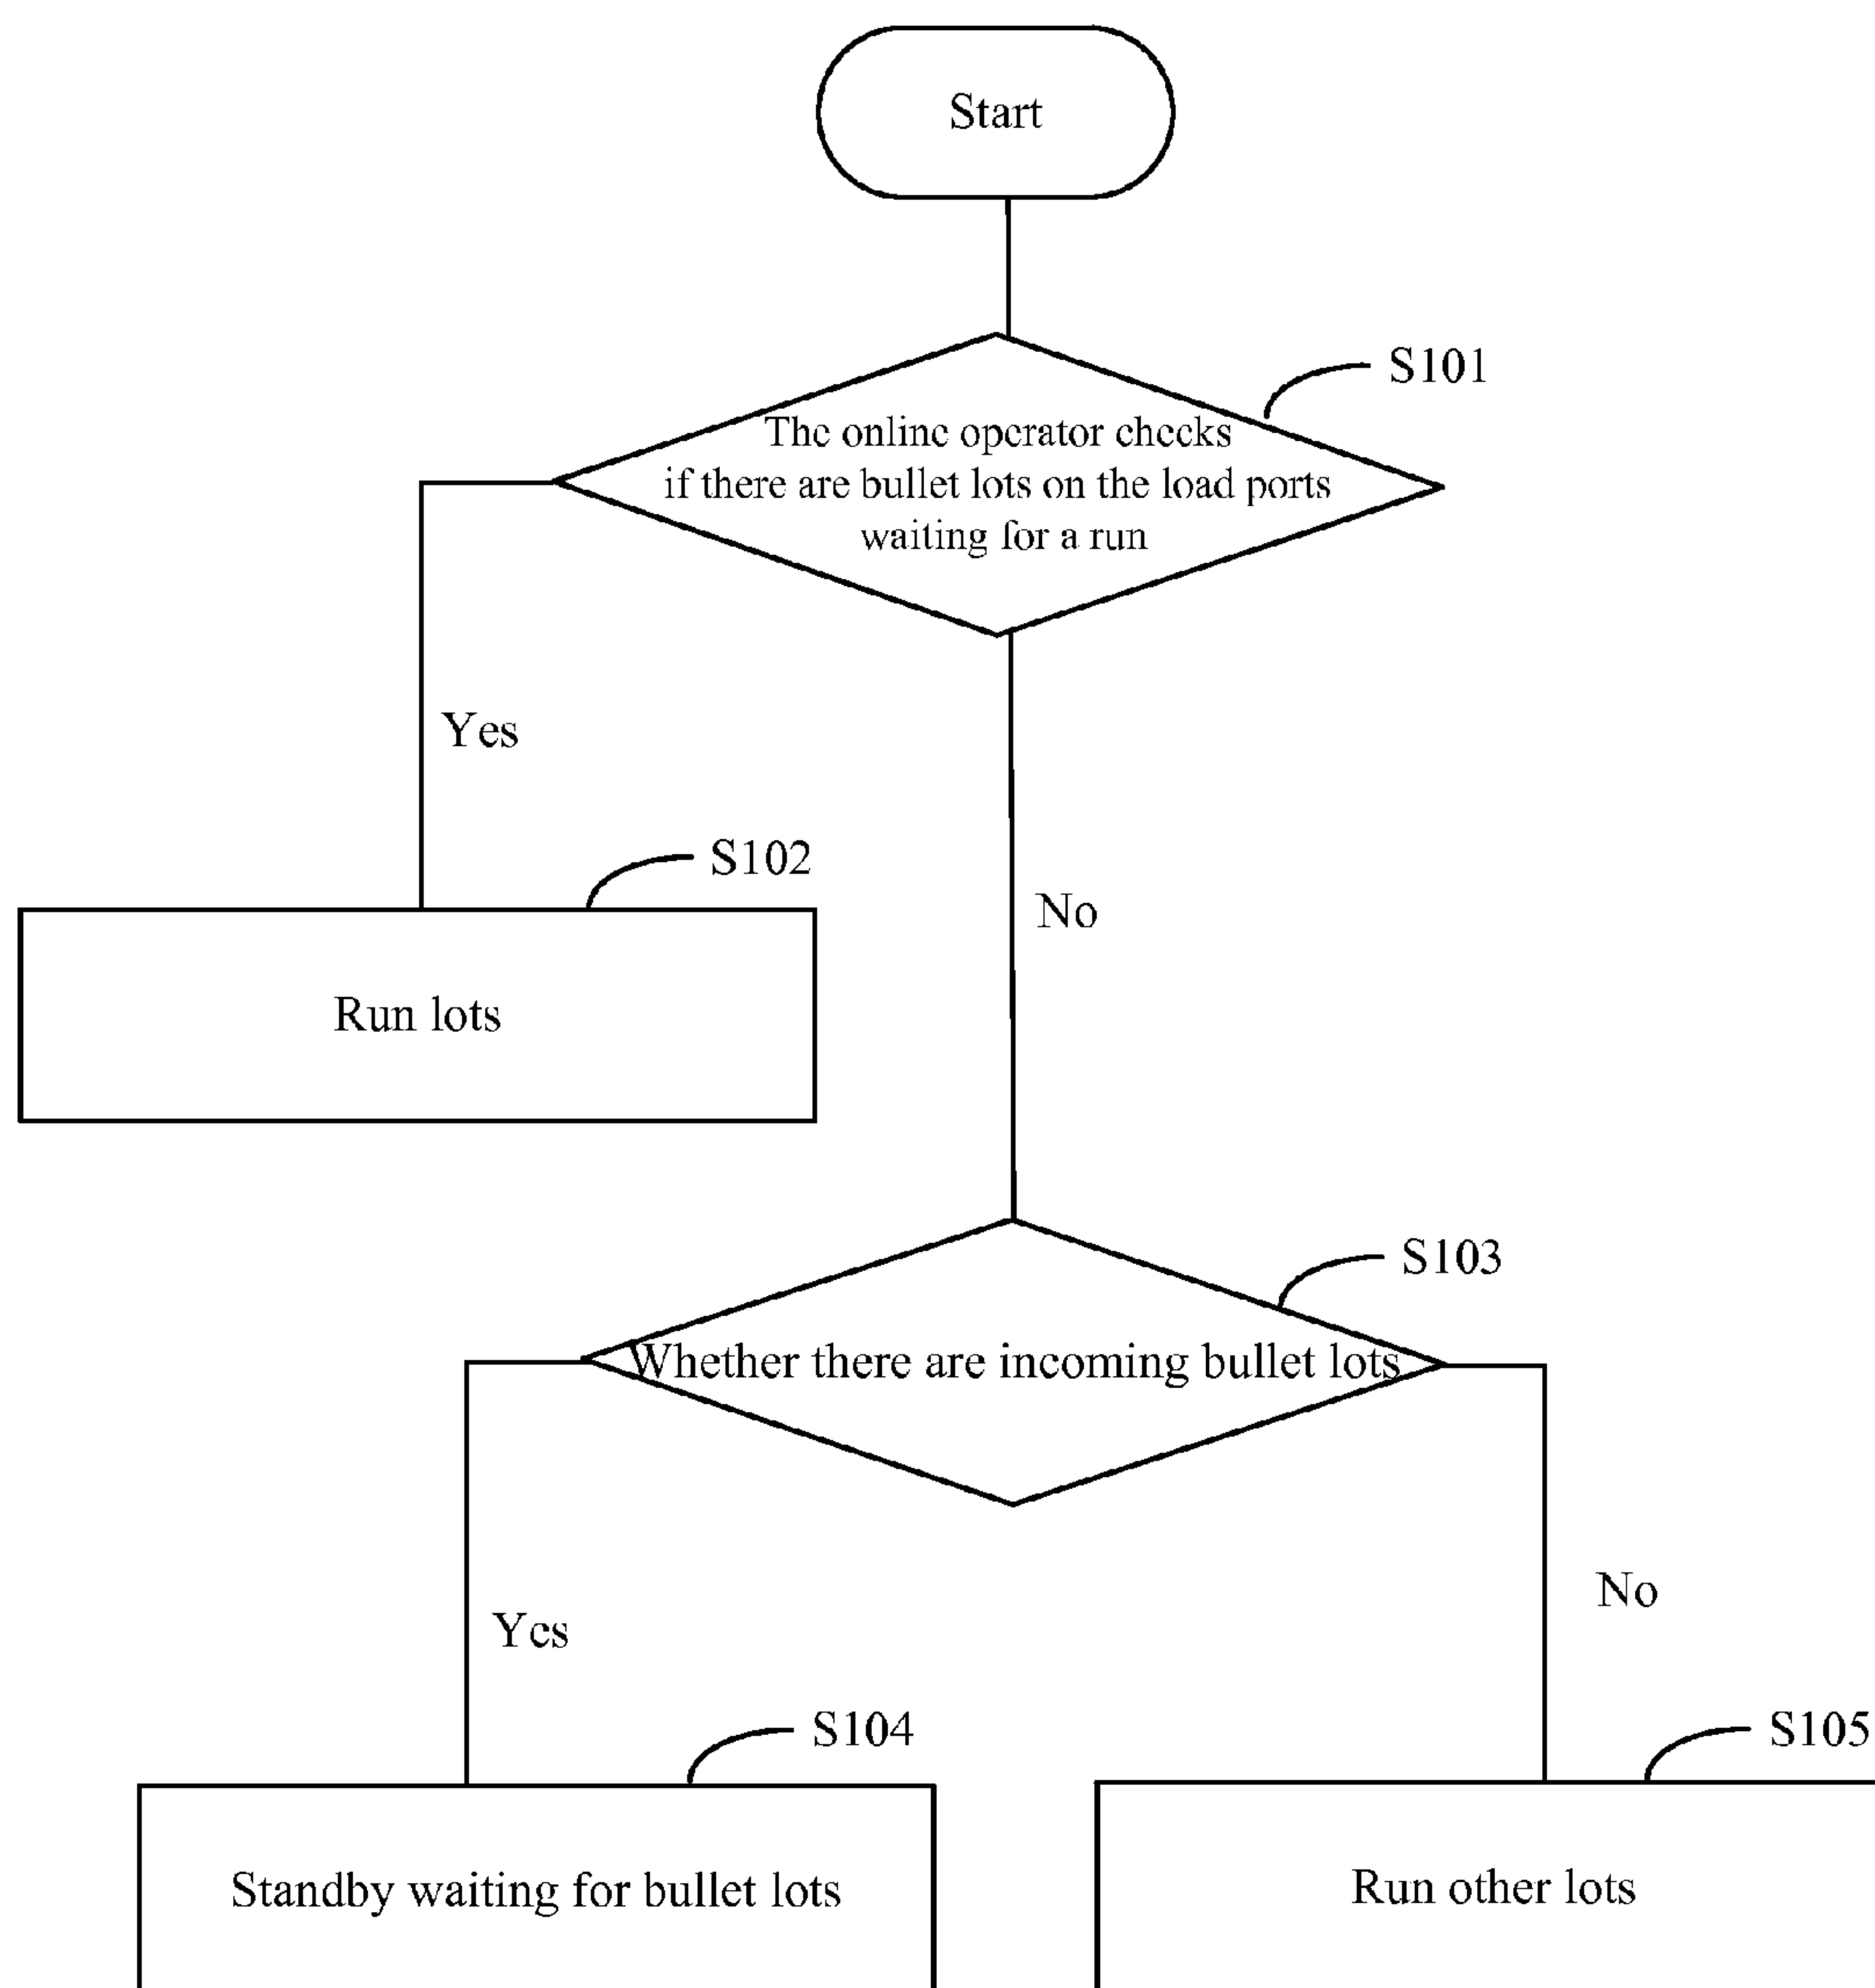 Start
S101
The online operator checks
if there are bullet lots on the load ports
waiting for a run
Yes
S102
No
Run lots
S103
Whether there are incoming bullet lots
No
Yes
S104
S105
Standby waiting for bullet lots
Run other lots